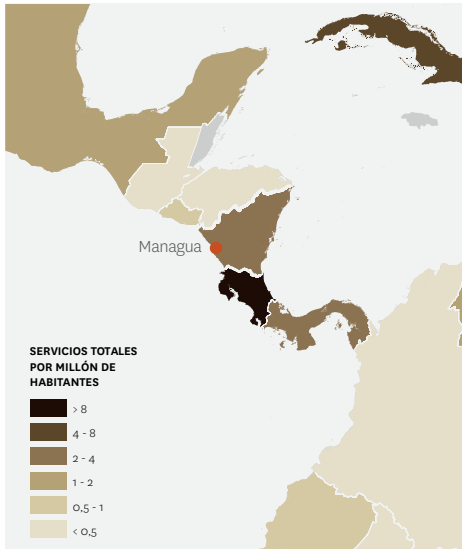 Managua
SERVICIOS TOTALES
POR MILLÓN DE
HABITANTES
> 8
4 - 8
2 - 4
1 - 2
0,5 - 1
< 0,5